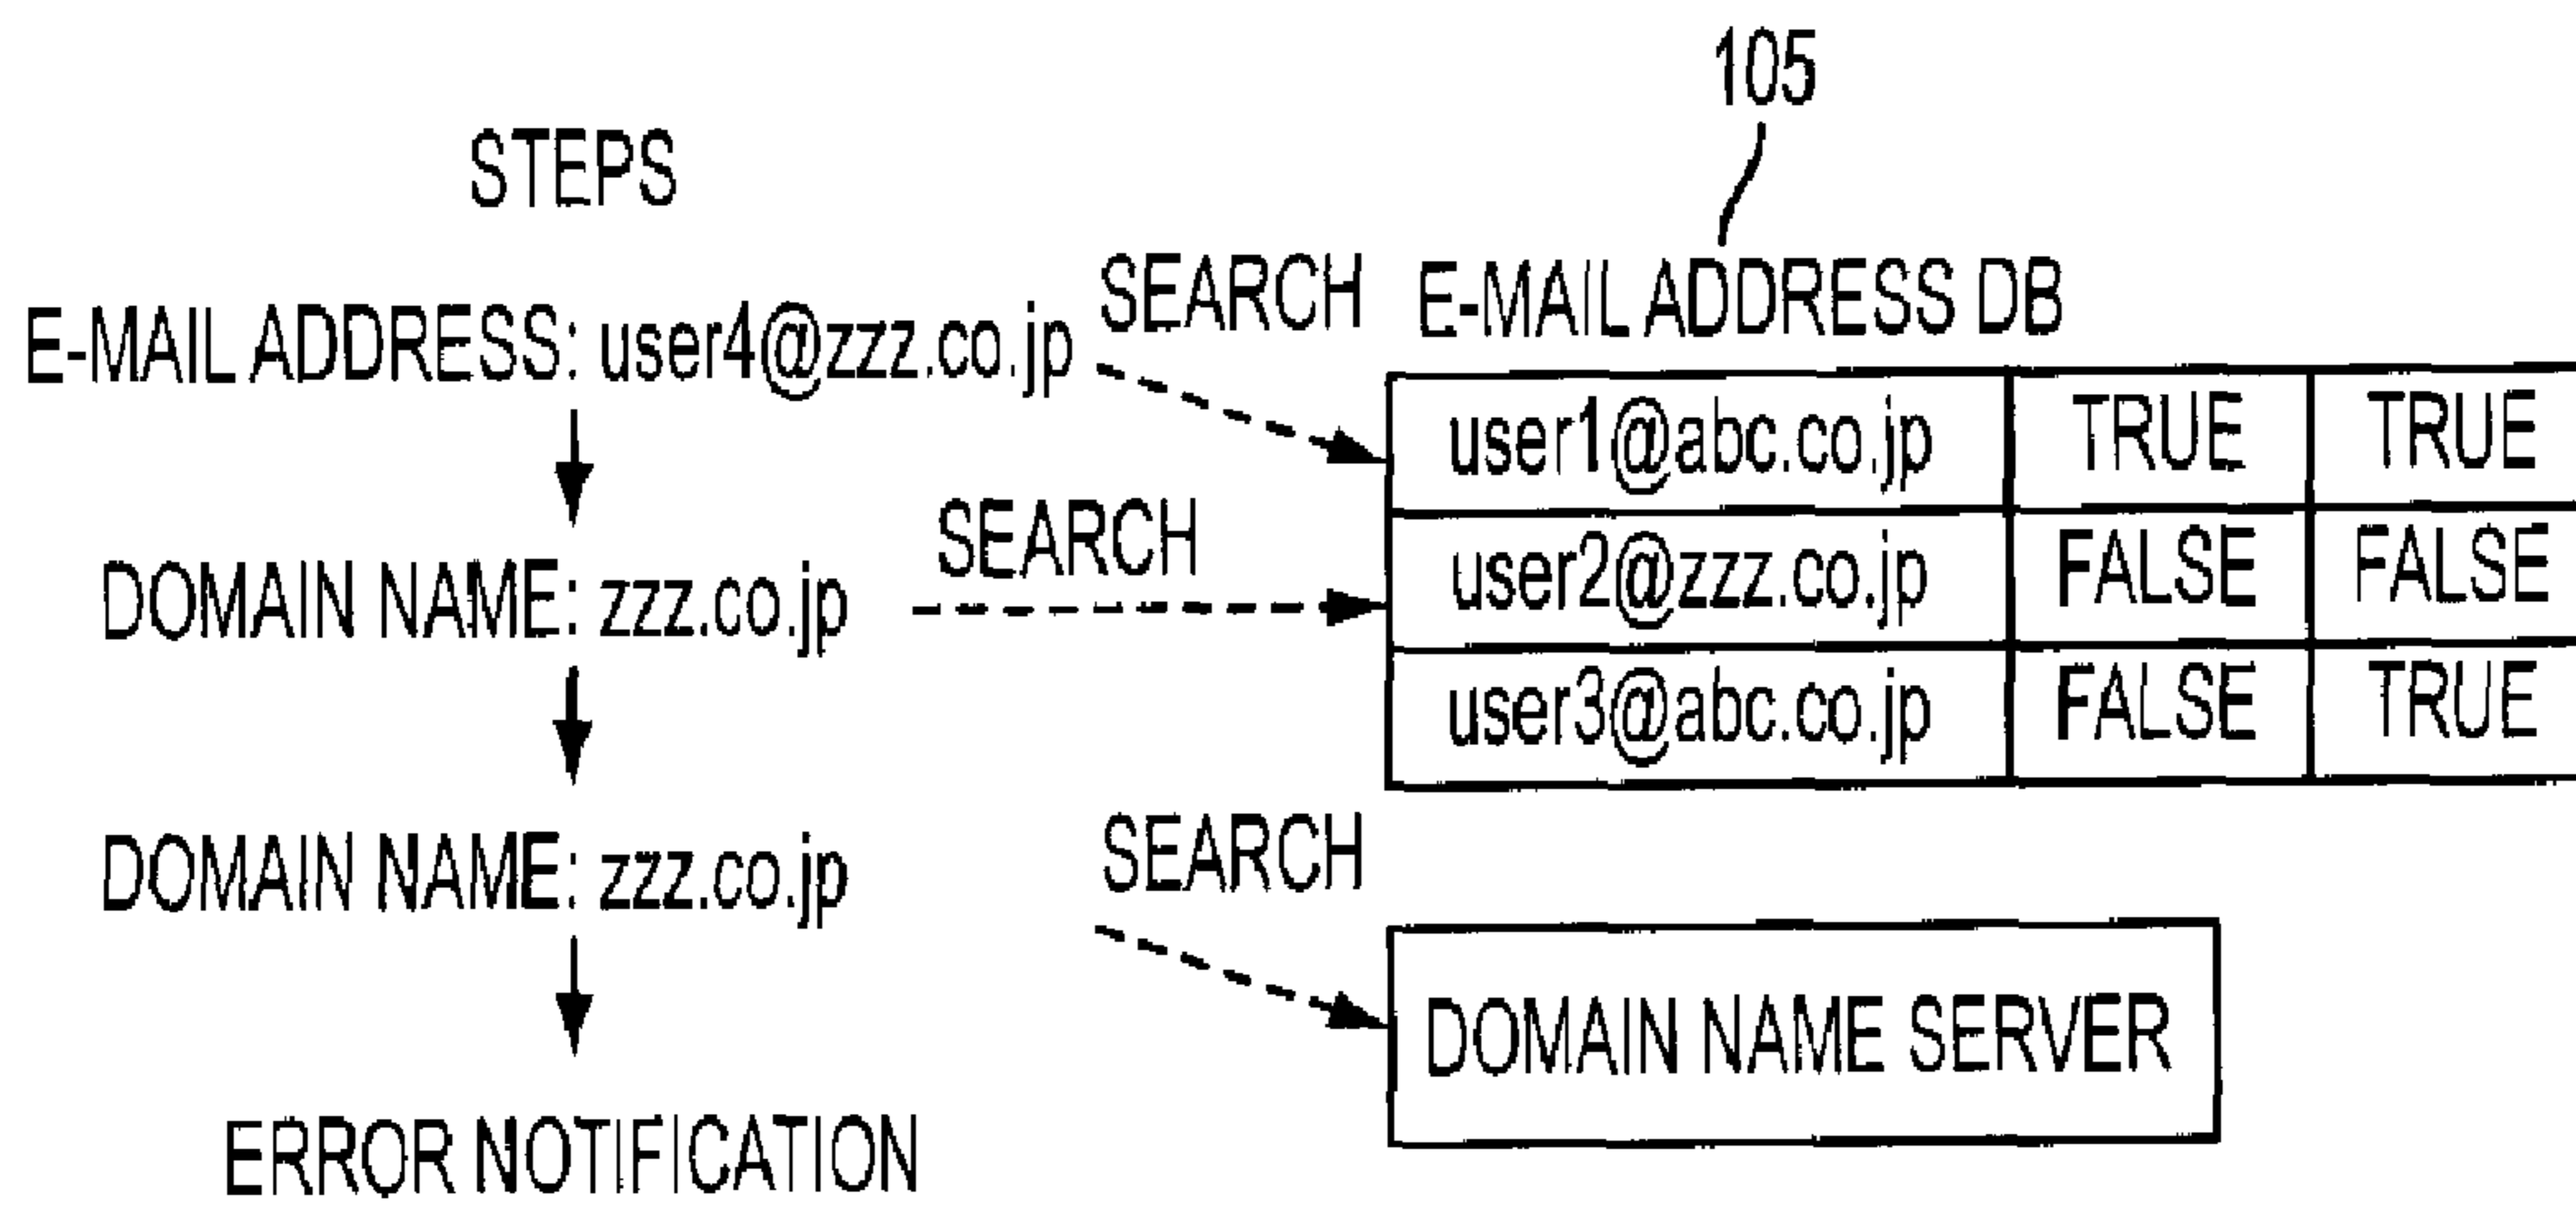 105
STEPS
SEARCH
E-MAIL ADDRESS DB
E-MAIL ADDRESS: user4@zzz.co.jp
user1@abc.co.jp TRUE TRUE
SEARCH
DOMAIN NAME: zzz.co.jp
user2@zzz.co.jp FALSE FALSE
user3@abc.co.jp FALSE TRUE
SEARCH
DOMAIN NAME: zzz.co.jp
DOMAIN NAME SERVER
ERROR NOTIFICATION